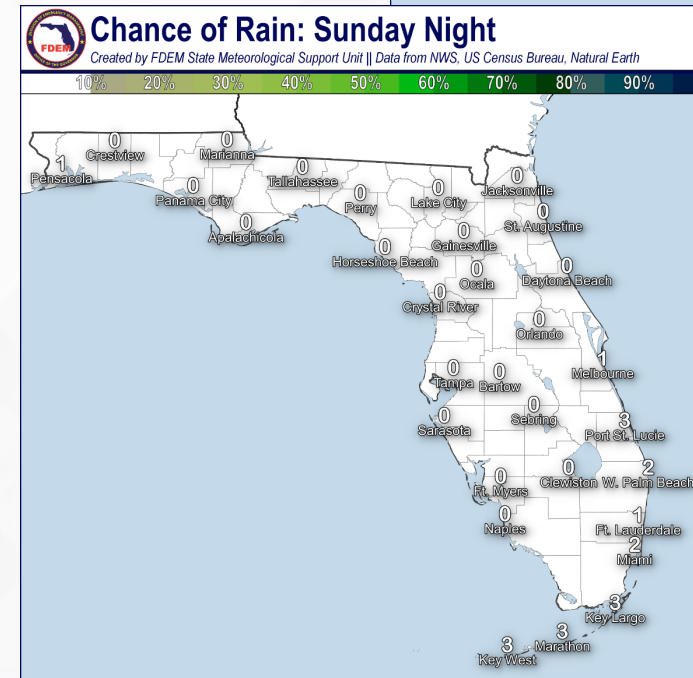 Chance of Rain: Sunday Night
FDEM
Created by FDEM State Meteorological Support Unit || Data from NWS, US Census Bureau, Natural Earth
10% 20% 30% 40% 50% 60% 70% 80% 90%
0
Crestview
0
Marianna
1
Pensacola
0
Tallahassee
0
Jacksonville
0
Panama City
0
Perry
0
Lake City
0
Apalachicola
0
St. Augustine
0
Gainesville
0
Horseshoe Beach
0
Ocala
0
Daytona Beach
0
Crystal River
0
Orlando
1
Melbourne
0
Tampa
0
Bartow
0
Sebring
0
Sarasota
3
Port St. Lucie
0
Ft. Myers
0
Clewiston
2
W. Palm Beach
0
Naples
1
Ft. Lauderdale
2
Miami
3
Key Largo
3
Marathon
3
Key West